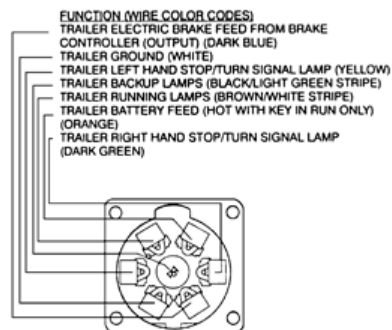 FUNCTION (WIRE COLOR CODES)
TRAILER ELECTRIC BRAKE FEED FROM BRAKE
CONTROLLER (OUTPUT) (DARK BLUE)
TRAILER GROUND (WHITE)
TRAILER LEFT HAND STOP/TURN SIGNAL LAMP (YELLOW)
TRAILER BACKUP LAMPS (BLACK/LIGHT GREEN STRIPE)
TRAILER RUNNING LAMPS (BROWN/WHITE STRIPE)
TRAILER BATTERY FEED (HOT WITH KEY IN RUN ONLY)
(ORANGE)
TRAILER RIGHT HAND STOP/TURN SIGNAL LAMP
(DARK GREEN)